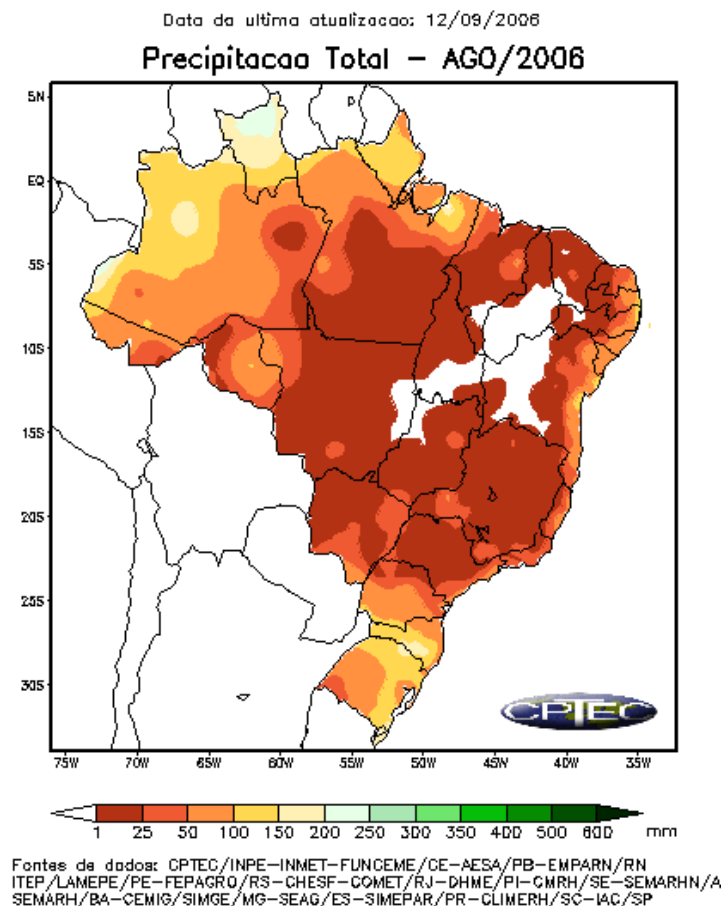 Data da ultima atualizacao: 12/09/2006
Precipitacao Total – AGO/2006
5N
EQ
5S
10S
15S
20S
25S
30S
CPTEC
75W 70W 65W 60W 55W 50W 45W 40W 35W
1 25 50 100 150 200 250 300 350 400 500 600 mm
Fontes de dados: CPTEC/INPE-INMET-FUNCEME/CE-AESA/PB-EMPARN/RN
ITEP/LAMEPE/PE-FEPAGRO/RS-CHESF-COMET/RJ-DHME/PI-CMRH/SE-SEMARHN/A
SEMARH/BA-CEMIG/SIMGE/MG-SEAG/ES-SIMEPAR/PR-CLIMERH/SC-IAC/SP